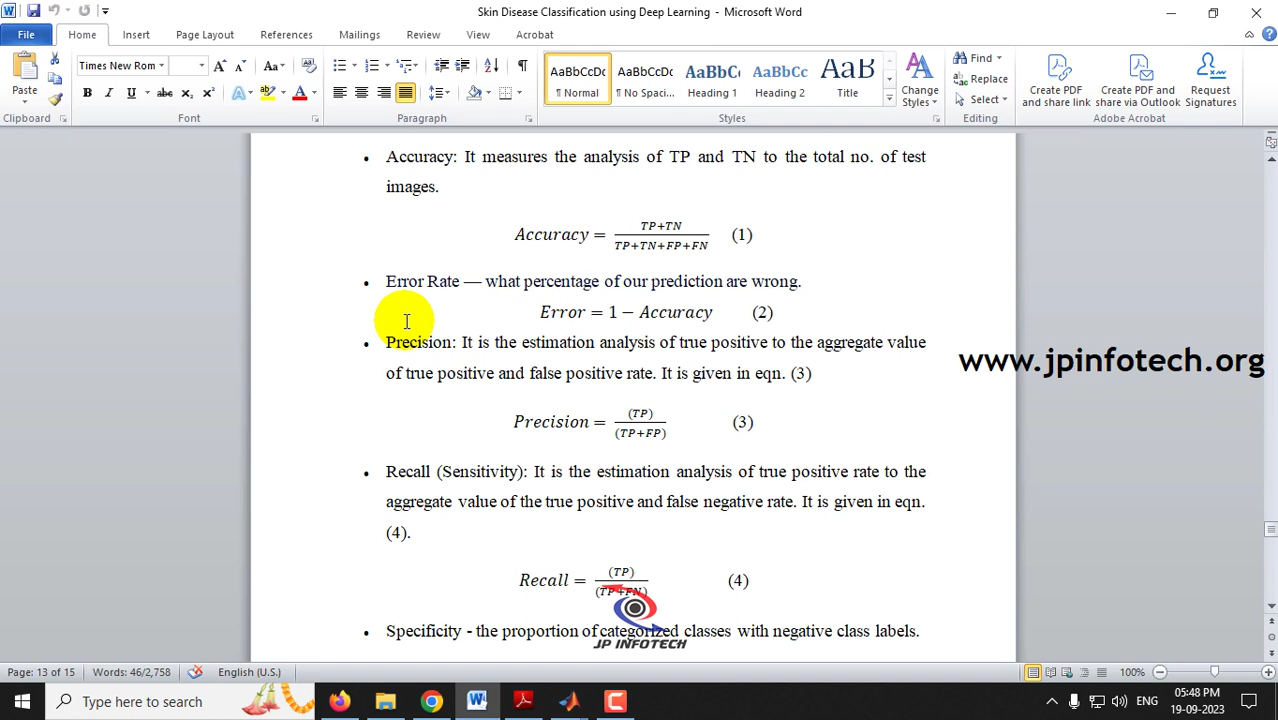 Skin Disease Classification using Deep Learning - Microsoft Word
File Home Insert Page Layout References Mailings Review View Acrobat
Paste
Times New Rom
Aa
B I U abc X₂ X² A A
AaBbCcDc AaBbCcDc AaBbC AaBbCc AaB
¶ Normal ¶ No Spaci... Heading 1 Heading 2 Title
Change Styles
Find
Replace
Select
Create PDF and share link
Create PDF and share via Outlook
Request Signatures
Clipboard Font Paragraph Styles Editing Adobe Acrobat
• Accuracy: It measures the analysis of TP and TN to the total no. of test
images.
Accuracy = TP+TN / TP+TN+FP+FN (1)
• Error Rate — what percentage of our prediction are wrong.
Error = 1 − Accuracy (2)
• Precision: It is the estimation analysis of true positive to the aggregate value
of true positive and false positive rate. It is given in eqn. (3)
www.jpinfotech.org
Precision = (TP) / (TP+FP) (3)
• Recall (Sensitivity): It is the estimation analysis of true positive rate to the
aggregate value of the true positive and false negative rate. It is given in eqn.
(4).
Recall = (TP) / (TP+FN) (4)
• Specificity - the proportion of categorized classes with negative class labels.
JP INFOTECH
Page: 13 of 15 Words: 46/2,758 English (U.S.) 100%
Type here to search
ENG
05:48 PM
19-09-2023